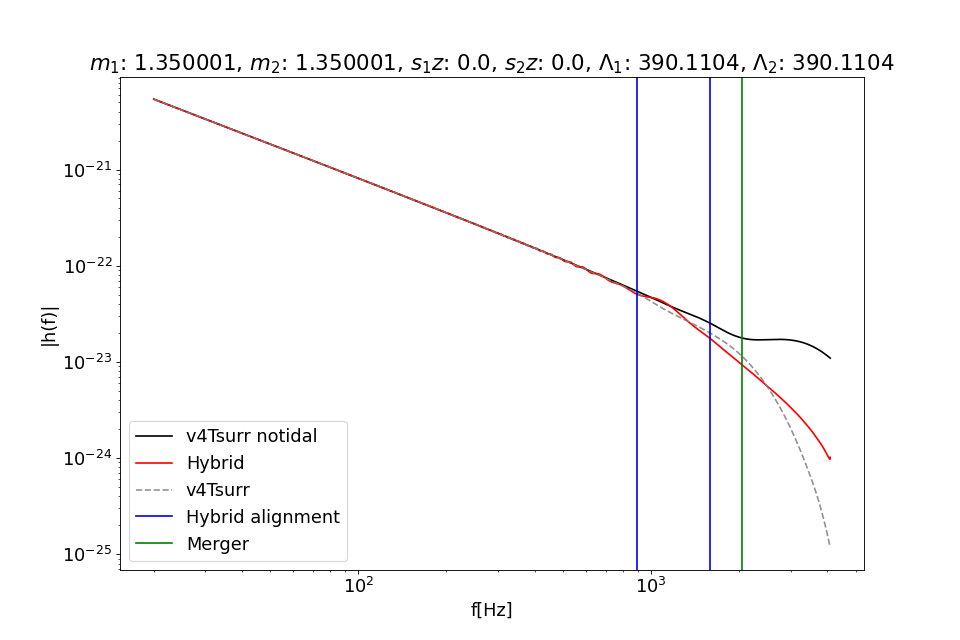 m₁: 1.350001, m₂: 1.350001, s₁z: 0.0, s₂z: 0.0, Λ₁: 390.1104, Λ₂: 390.1104
|h(f)|
10⁻²¹
10⁻²²
10⁻²³
10⁻²⁴
10⁻²⁵
v4Tsurr notidal
Hybrid
v4Tsurr
Hybrid alignment
Merger
10² 10³
f[Hz]